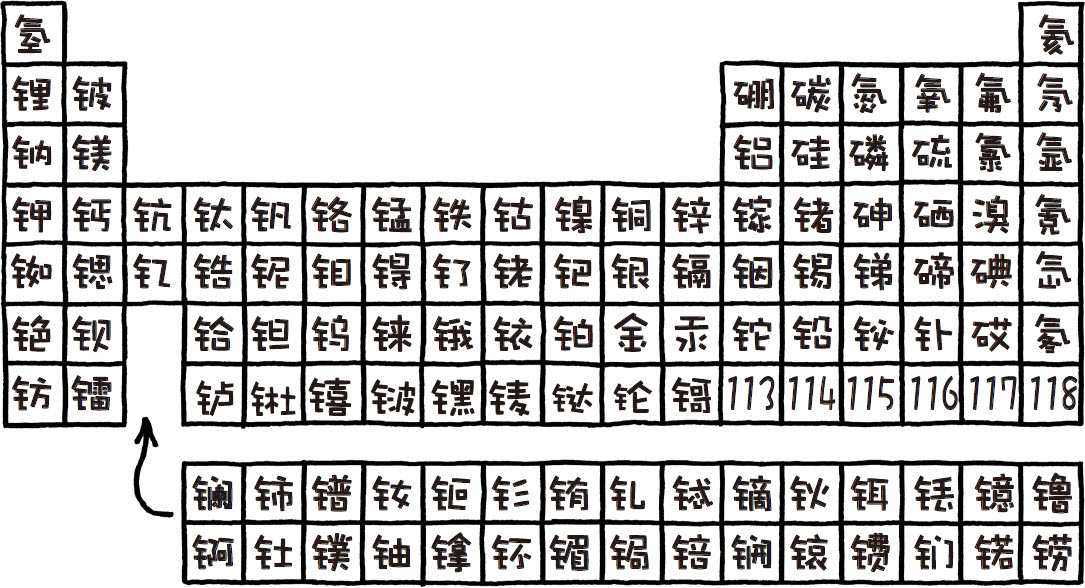 氢 氦
锂 铍 硼 碳 氮 氧 氟 氖
钠 镁 铝 硅 磷 硫 氯 氩
钾 钙 钪 钛 钒 铬 锰 铁 钴 镍 铜 锌 镓 锗 砷 硒 溴 氪
铷 锶 钇 锆 铌 钼 锝 钌 铑 钯 银 镉 铟 锡 锑 碲 碘 氙
铯 钡 铪 钽 钨 铼 锇 铱 铂 金 汞 铊 铅 铋 钋 砹 氡
钫 镭 𬬻 𬭊 𬭳 𬭛 𬭶 鿏 𫟼 𬬭 鿔 113 114 115 116 117 118
镧 铈 镨 钕 钷 钐 铕 钆 铽 镝 钬 铒 铥 镱 镥
锕 钍 镤 铀 镎 钚 镅 锔 锫 锎 锿 镄 钔 锘 铹